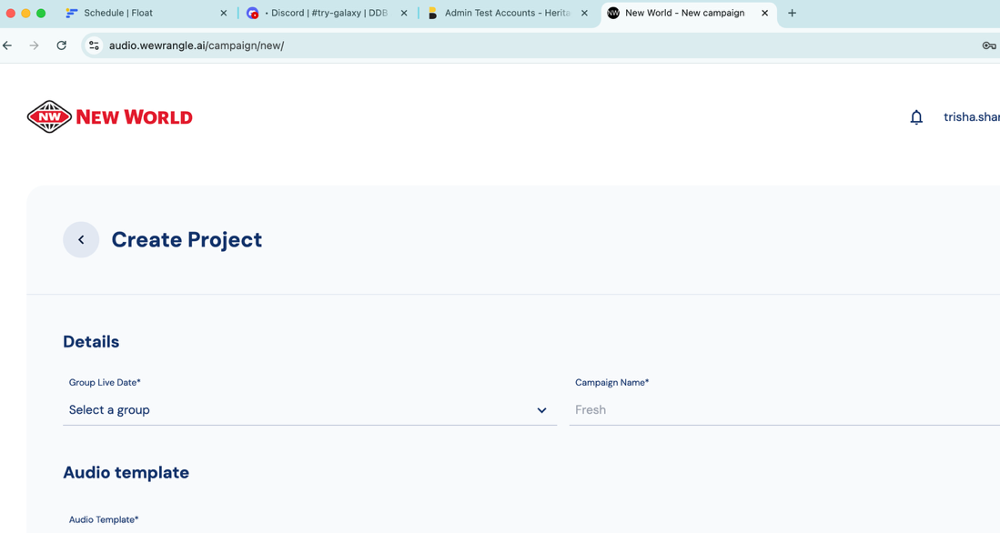 Schedule | Float
• Discord | #try-galaxy | DDB
Admin Test Accounts - Herita
New World - New campaign
audio.wewrangle.ai/campaign/new/
NW NEW WORLD
trisha.shar
Create Project
Details
Group Live Date*
Campaign Name*
Select a group
Fresh
Audio template
Audio Template*